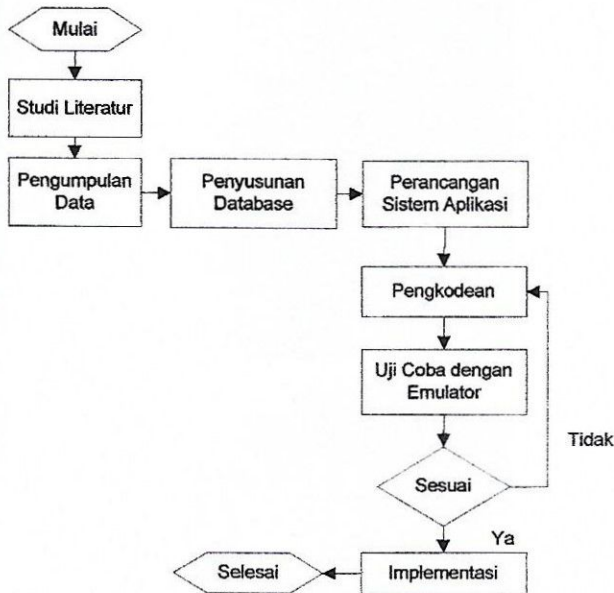 Mulai
Studi Literatur
Pengumpulan
Data
Penyusunan
Database
Perancangan
Sistem Aplikasi
Pengkodean
Uji Coba dengan
Emulator
Tidak
Sesuai
Ya
Implementasi
Selesai